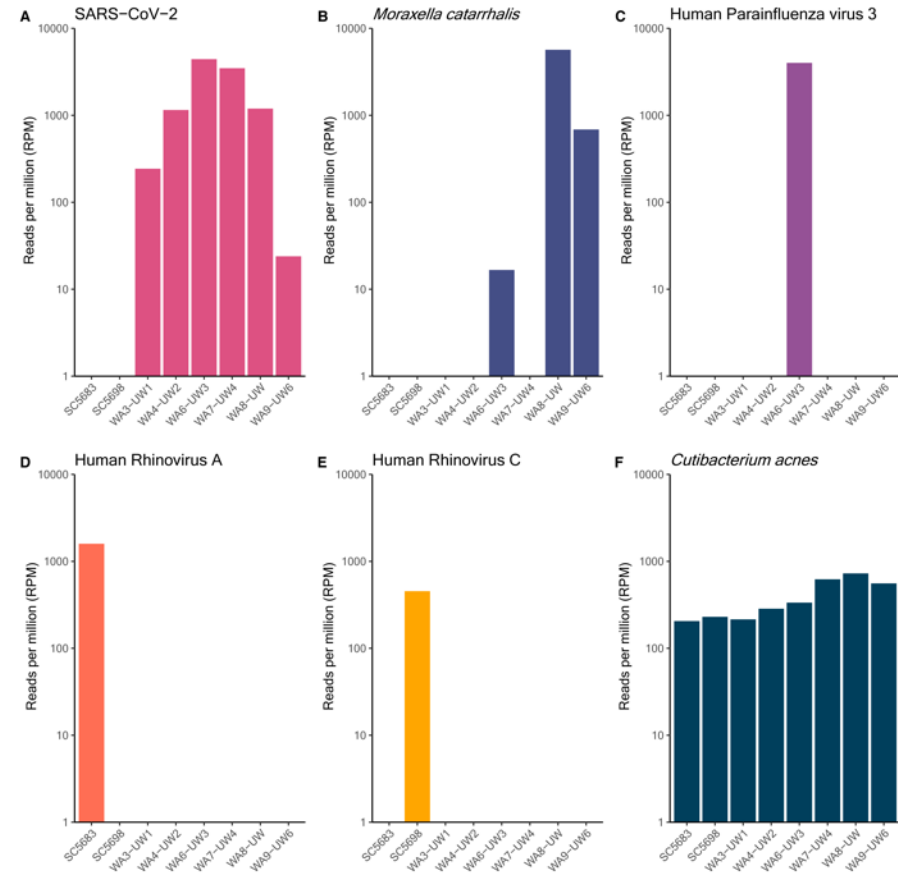 A SARS−CoV−2
Reads per million (RPM)
10000
1000
100
10
1
SC5683 SC5698 WA3−UW1 WA4−UW2 WA6−UW3 WA7−UW4 WA8−UW WA9−UW6
B Moraxella catarrhalis
Reads per million (RPM)
10000
1000
100
10
1
SC5683 SC5698 WA3−UW1 WA4−UW2 WA6−UW3 WA7−UW4 WA8−UW WA9−UW6
C Human Parainfluenza virus 3
Reads per million (RPM)
10000
1000
100
10
1
SC5683 SC5698 WA3−UW1 WA4−UW2 WA6−UW3 WA7−UW4 WA8−UW WA9−UW6
D Human Rhinovirus A
Reads per million (RPM)
10000
1000
100
10
1
SC5683 SC5698 WA3−UW1 WA4−UW2 WA6−UW3 WA7−UW4 WA8−UW WA9−UW6
E Human Rhinovirus C
Reads per million (RPM)
10000
1000
100
10
1
SC5683 SC5698 WA3−UW1 WA4−UW2 WA6−UW3 WA7−UW4 WA8−UW WA9−UW6
F Cutibacterium acnes
Reads per million (RPM)
10000
1000
100
10
1
SC5683 SC5698 WA3−UW1 WA4−UW2 WA6−UW3 WA7−UW4 WA8−UW WA9−UW6